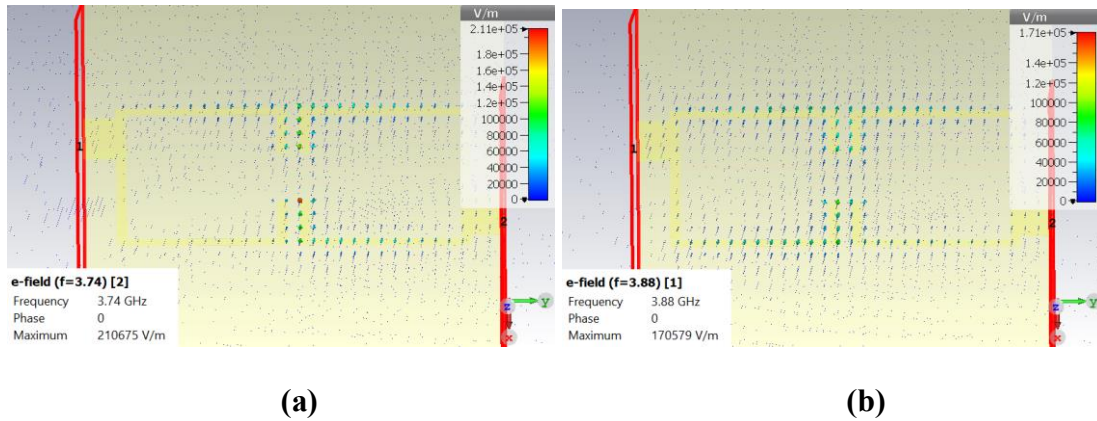 V/m
2.11e+05
1.8e+05
1.6e+05
1.4e+05
1.2e+05
100000
80000
60000
40000
20000
0
1
2
e-field (f=3.74) [2]
Frequency 3.74 GHz
Phase 0
Maximum 210675 V/m
z
y
x
V/m
1.71e+05
1.4e+05
1.2e+05
100000
80000
60000
40000
20000
0
1
2
e-field (f=3.88) [1]
Frequency 3.88 GHz
Phase 0
Maximum 170579 V/m
z
y
x
(a)
(b)